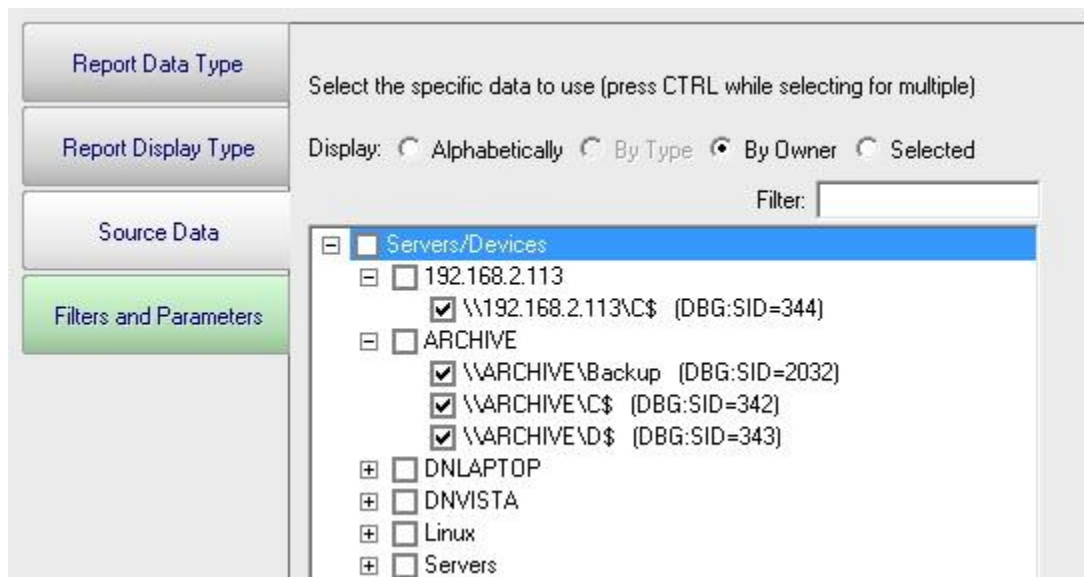 Report Data Type
Report Display Type
Source Data
Filters and Parameters
Select the specific data to use (press CTRL while selecting for multiple)
Display: Alphabetically By Type By Owner Selected
Filter:
Servers/Devices
192.168.2.113
\\192.168.2.113\C$ (DBG:SID=344)
ARCHIVE
\\ARCHIVE\Backup (DBG:SID=2032)
\\ARCHIVE\C$ (DBG:SID=342)
\\ARCHIVE\D$ (DBG:SID=343)
DNLAPTOP
DNVISTA
Linux
Servers